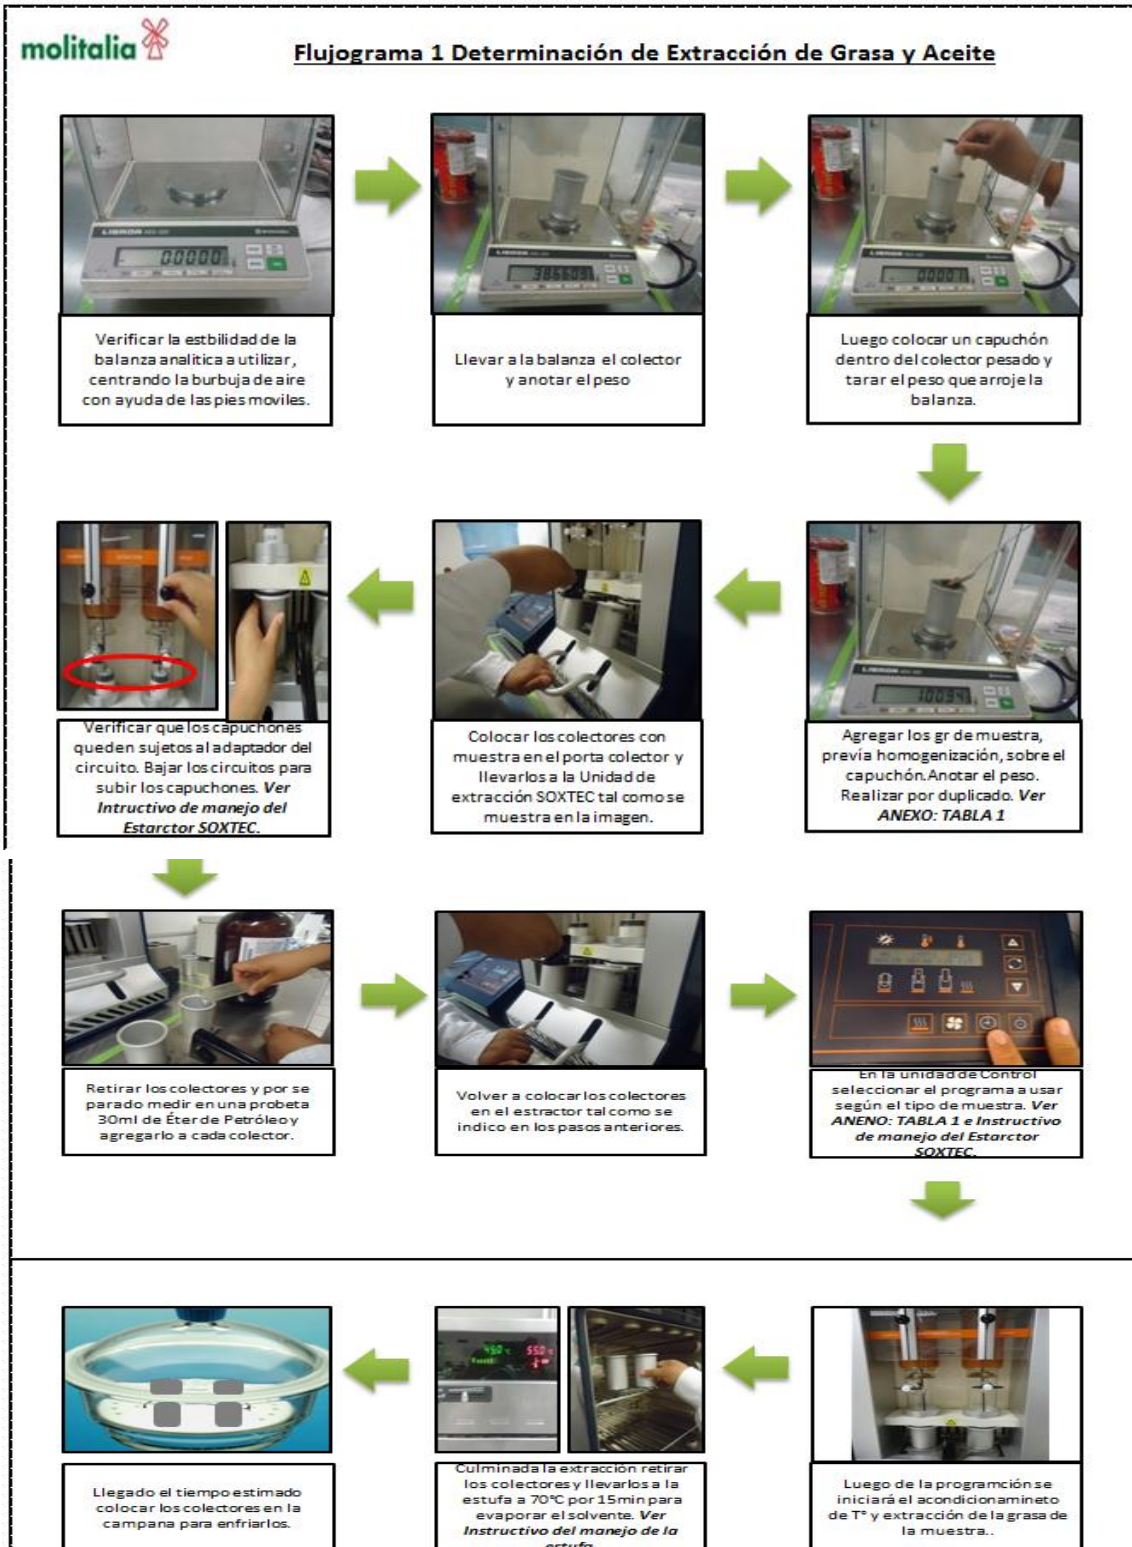 molitalia
Flujograma 1 Determinación de Extracción de Grasa y Aceite
Verificar la estbilidad de la
balanza analitica a utilizar,
centrando la burbuja de aire
con ayuda de las pies moviles.
Llevar a la balanza el colector
y anotar el peso
Luego colocar un capuchón
dentro del colector pesado y
tarar el peso que arroje la
balanza.
Agregar los gr de muestra,
previa homogenización, sobre el
capuchón.Anotar el peso.
Realizar por duplicado. Ver
ANEXO: TABLA 1
Colocar los colectores con
muestra en el porta colector y
llevarlos a la Unidad de
extracción SOXTEC tal como se
muestra en la imagen.
Verificar que los capuchones
queden sujetos al adaptador del
circuito. Bajar los circuitos para
subir los capuchones. Ver
Intructivo de manejo del
Estarctor SOXTEC.
Retirar los colectores y por se
parado medir en una probeta
30ml de Éter de Petróleo y
agregarlo a cada colector.
Volver a colocar los colectores
en el estractor tal como se
indico en los pasos anteriores.
En la unidad de Control
seleccionar el programa a usar
según el tipo de muestra. Ver
ANENO: TABLA 1 e Instructivo
de manejo del Estarctor
SOXTEC.
Luego de la programción se
iniciará el acondicionamineto
de T° y extracción de la grasa de
la muestra..
Culminada la extracción retirar
los colectores y llevarlos a la
estufa a 70°C por 15min para
evaporar el solvente. Ver
Instructivo del manejo de la
estufa
Llegado el tiempo estimado
colocar los colectores en la
campana para enfriarlos.